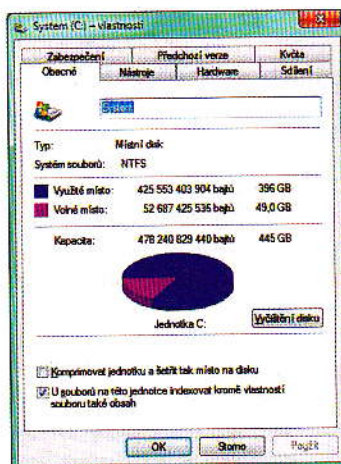 System (C:) – vlastnosti
Zabezpečení Předchozí verze Kvóta
Obecné Nástroje Hardware Sdílení
System
Typ: Místní disk
Systém souborů: NTFS
Využité místo: 425 553 403 904 bajtů 396 GB
Volné místo: 52 687 425 536 bajtů 49,0 GB
Kapacita: 478 240 829 440 bajtů 445 GB
Jednotka C: Vyčištění disku
Komprimovat jednotku a šetřit tak místo na disku
U souborů na této jednotce indexovat kromě vlastností
souboru také obsah
OK Storno Použít